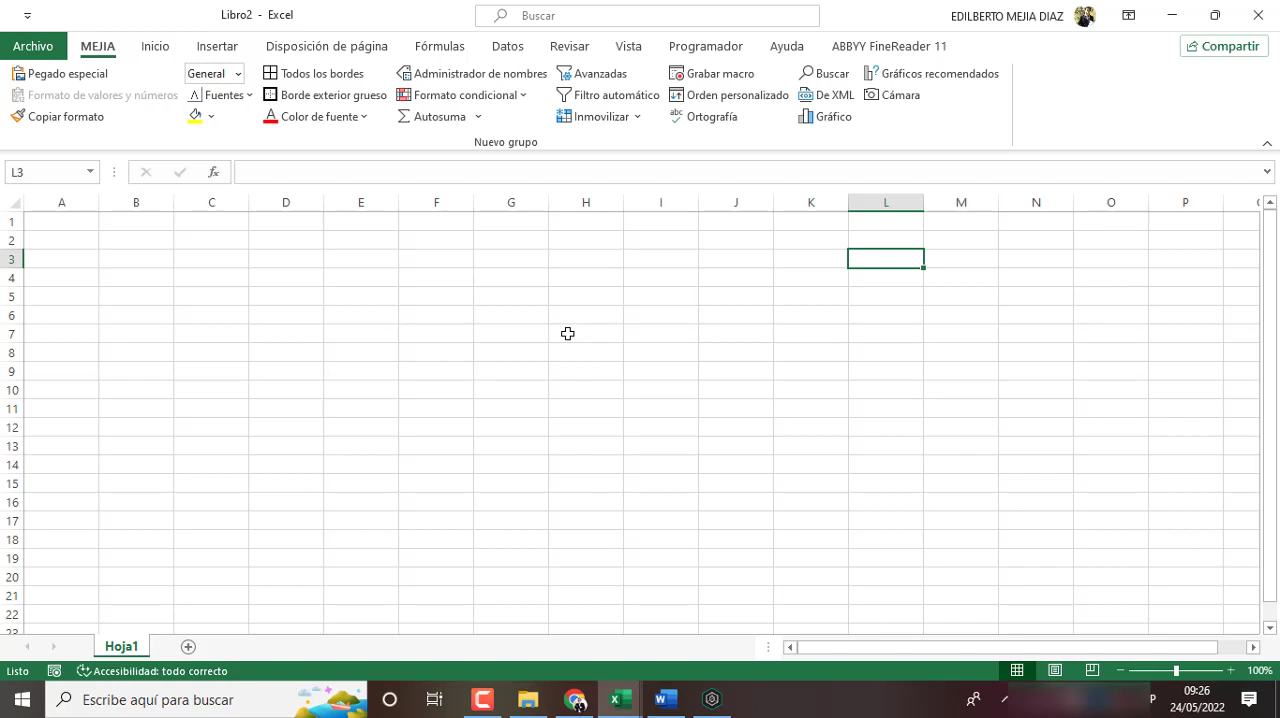 Libro2 - Excel
Buscar
EDILBERTO MEJIA DIAZ
Archivo MEJIA Inicio Insertar Disposición de página Fórmulas Datos Revisar Vista Programador Ayuda ABBYY FineReader 11 Compartir
Pegado especial General Todos los bordes Administrador de nombres Avanzadas Grabar macro Buscar Gráficos recomendados
Formato de valores y números Fuentes Borde exterior grueso Formato condicional Filtro automático Orden personalizado De XML Cámara
Copiar formato Color de fuente Autosuma Inmovilizar Ortografía Gráfico
Nuevo grupo
L3 fx
A B C D E F G H I J K L M N O P
1
2
3
4
5
6
7
8
9
10
11
12
13
14
15
16
17
18
19
20
21
22
23
Hoja1
Listo Accesibilidad: todo correcto 100%
Escribe aquí para buscar
P
09:26
24/05/2022